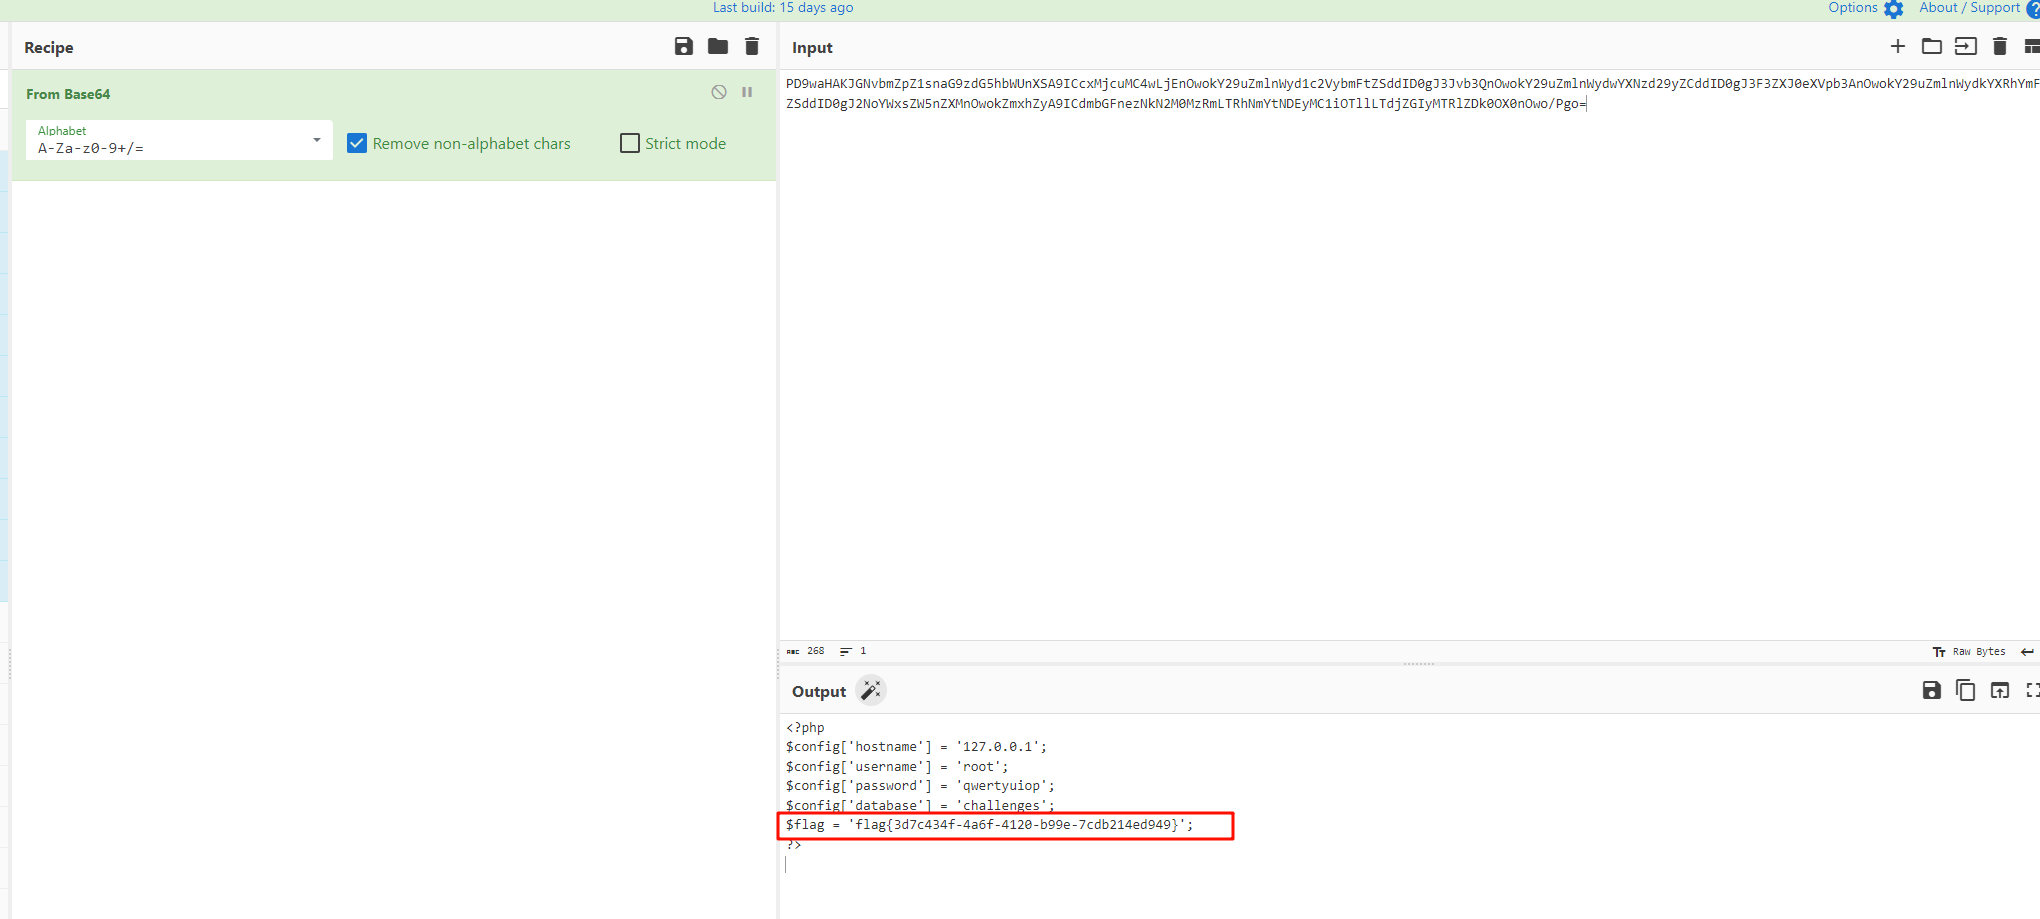 Last build: 15 days ago
Options
About / Support
Recipe
Input
From Base64
Alphabet
A-Za-z0-9+/=
Remove non-alphabet chars
Strict mode
PD9waHAKJGNvbmZpZ1snaG9zdG5hbWUnXSA9ICcxMjcuMC4wLjEnOwokY29uZmlnWyd1c2VybmFtZSddID0gJ3Jvb3QnOwokY29uZmlnWydwYXNzd29yZCddID0gJ3F3ZXJ0eXVpb3AnOwokY29uZmlnWydkYXRhYmF
ZSddID0gJ2NoYWxsZW5nZXMnOwokZmxhZyA9ICdmbGFnezNkN2M0MzRmLTRhNmYtNDEyMC1iOTllLTdjZGIyMTRlZDk0OX0nOwo/Pgo=
ABC 268 1
Tт Raw Bytes
Output
<?php
$config['hostname'] = '127.0.0.1';
$config['username'] = 'root';
$config['password'] = 'qwertyuiop';
$config['database'] = 'challenges';
$flag = 'flag{3d7c434f-4a6f-4120-b99e-7cdb214ed949}';
?>